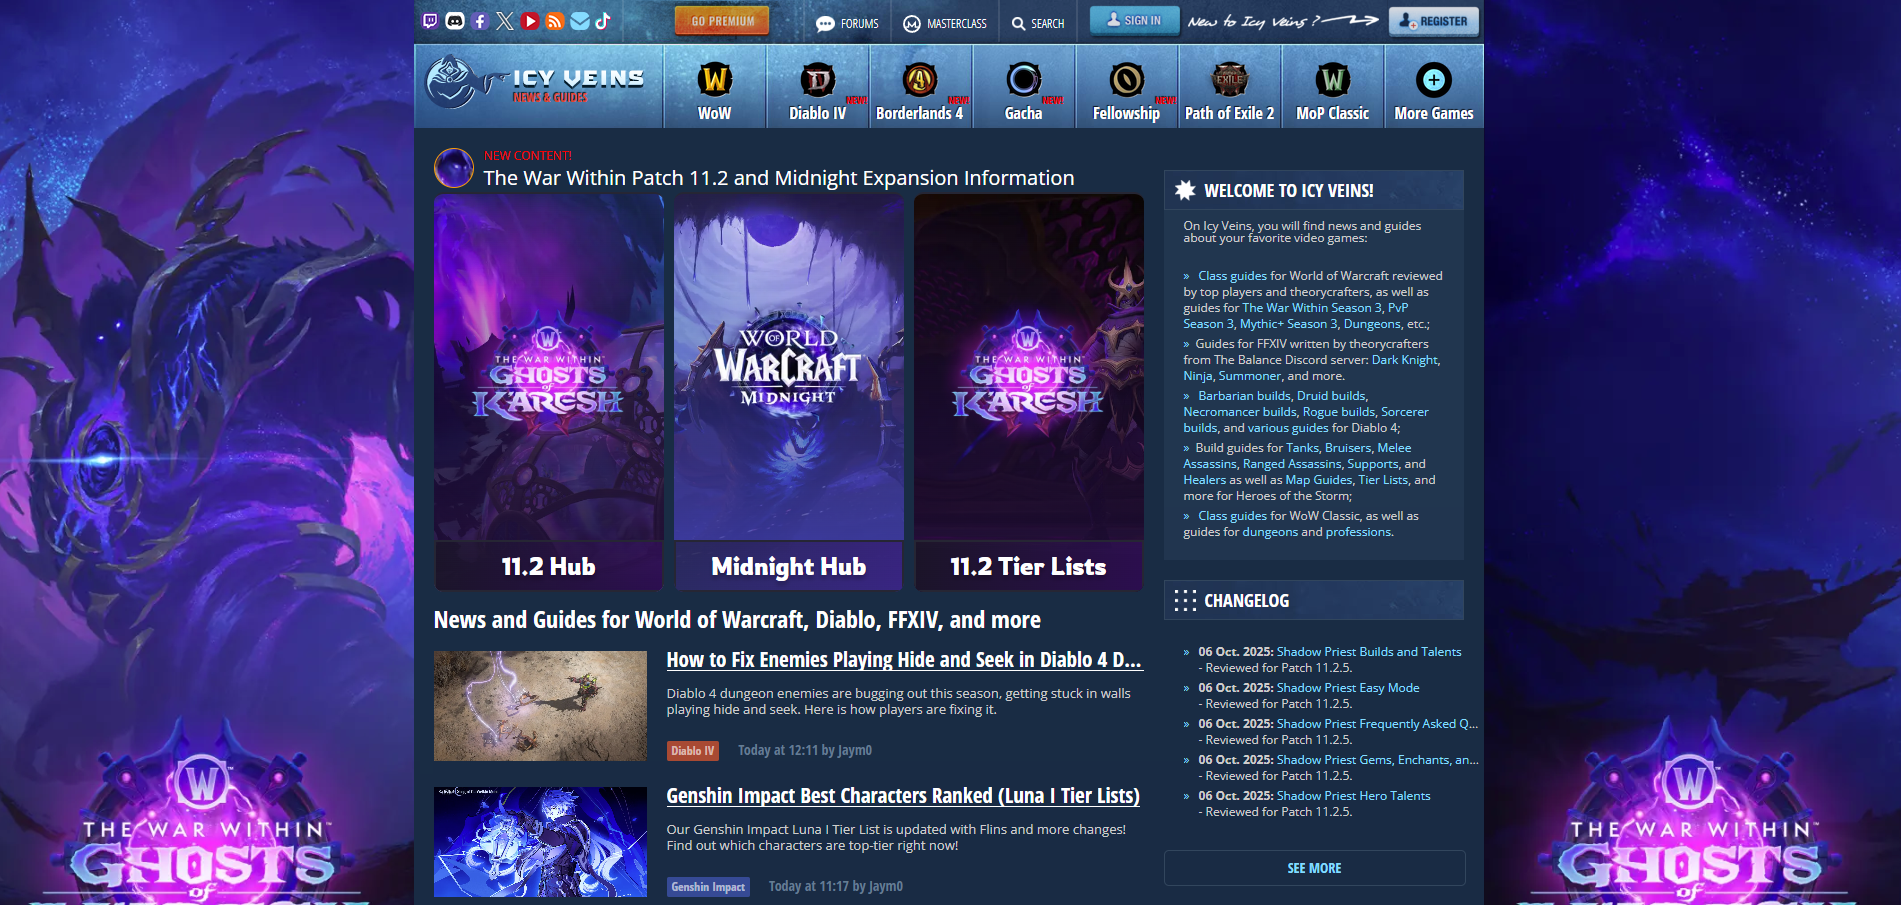 GO PREMIUM
FORUMS
MASTERCLASS
SEARCH
SIGN IN
New to Icy Veins?
REGISTER
ICY VEINS
NEWS & GUIDES
WoW
NEW!
Diablo IV
NEW!
Borderlands 4
NEW!
Gacha
NEW!
Fellowship
Path of Exile 2
MoP Classic
More Games
NEW CONTENT!
The War Within Patch 11.2 and Midnight Expansion Information
THE WAR WITHIN
GHOSTS
of
K'ARESH
11.2 Hub
WORLD
OF
WARCRAFT
MIDNIGHT
Midnight Hub
THE WAR WITHIN
GHOSTS
of
K'ARESH
11.2 Tier Lists
News and Guides for World of Warcraft, Diablo, FFXIV, and more
How to Fix Enemies Playing Hide and Seek in Diablo 4 D...
Diablo 4 dungeon enemies are bugging out this season, getting stuck in walls
playing hide and seek. Here is how players are fixing it.
Diablo IV
Today at 12:11 by Jaym0
Genshin Impact Best Characters Ranked (Luna I Tier Lists)
Our Genshin Impact Luna I Tier List is updated with Flins and more changes!
Find out which characters are top-tier right now!
Genshin Impact
Today at 11:17 by Jaym0
WELCOME TO ICY VEINS!
On Icy Veins, you will find news and guides
about your favorite video games:
» Class guides for World of Warcraft reviewed
by top players and theorycrafters, as well as
guides for The War Within Season 3, PvP
Season 3, Mythic+ Season 3, Dungeons, etc.;
» Guides for FFXIV written by theorycrafters
from The Balance Discord server: Dark Knight,
Ninja, Summoner, and more.
» Barbarian builds, Druid builds,
Necromancer builds, Rogue builds, Sorcerer
builds, and various guides for Diablo 4;
» Build guides for Tanks, Bruisers, Melee
Assassins, Ranged Assassins, Supports, and
Healers as well as Map Guides, Tier Lists, and
more for Heroes of the Storm;
» Class guides for WoW Classic, as well as
guides for dungeons and professions.
CHANGELOG
» 06 Oct. 2025: Shadow Priest Builds and Talents
- Reviewed for Patch 11.2.5.
» 06 Oct. 2025: Shadow Priest Easy Mode
- Reviewed for Patch 11.2.5.
» 06 Oct. 2025: Shadow Priest Frequently Asked Q...
- Reviewed for Patch 11.2.5.
» 06 Oct. 2025: Shadow Priest Gems, Enchants, an...
- Reviewed for Patch 11.2.5.
» 06 Oct. 2025: Shadow Priest Hero Talents
- Reviewed for Patch 11.2.5.
SEE MORE
THE WAR WITHIN™
GHOSTS
of
THE WAR WITHIN™
GHOSTS
of